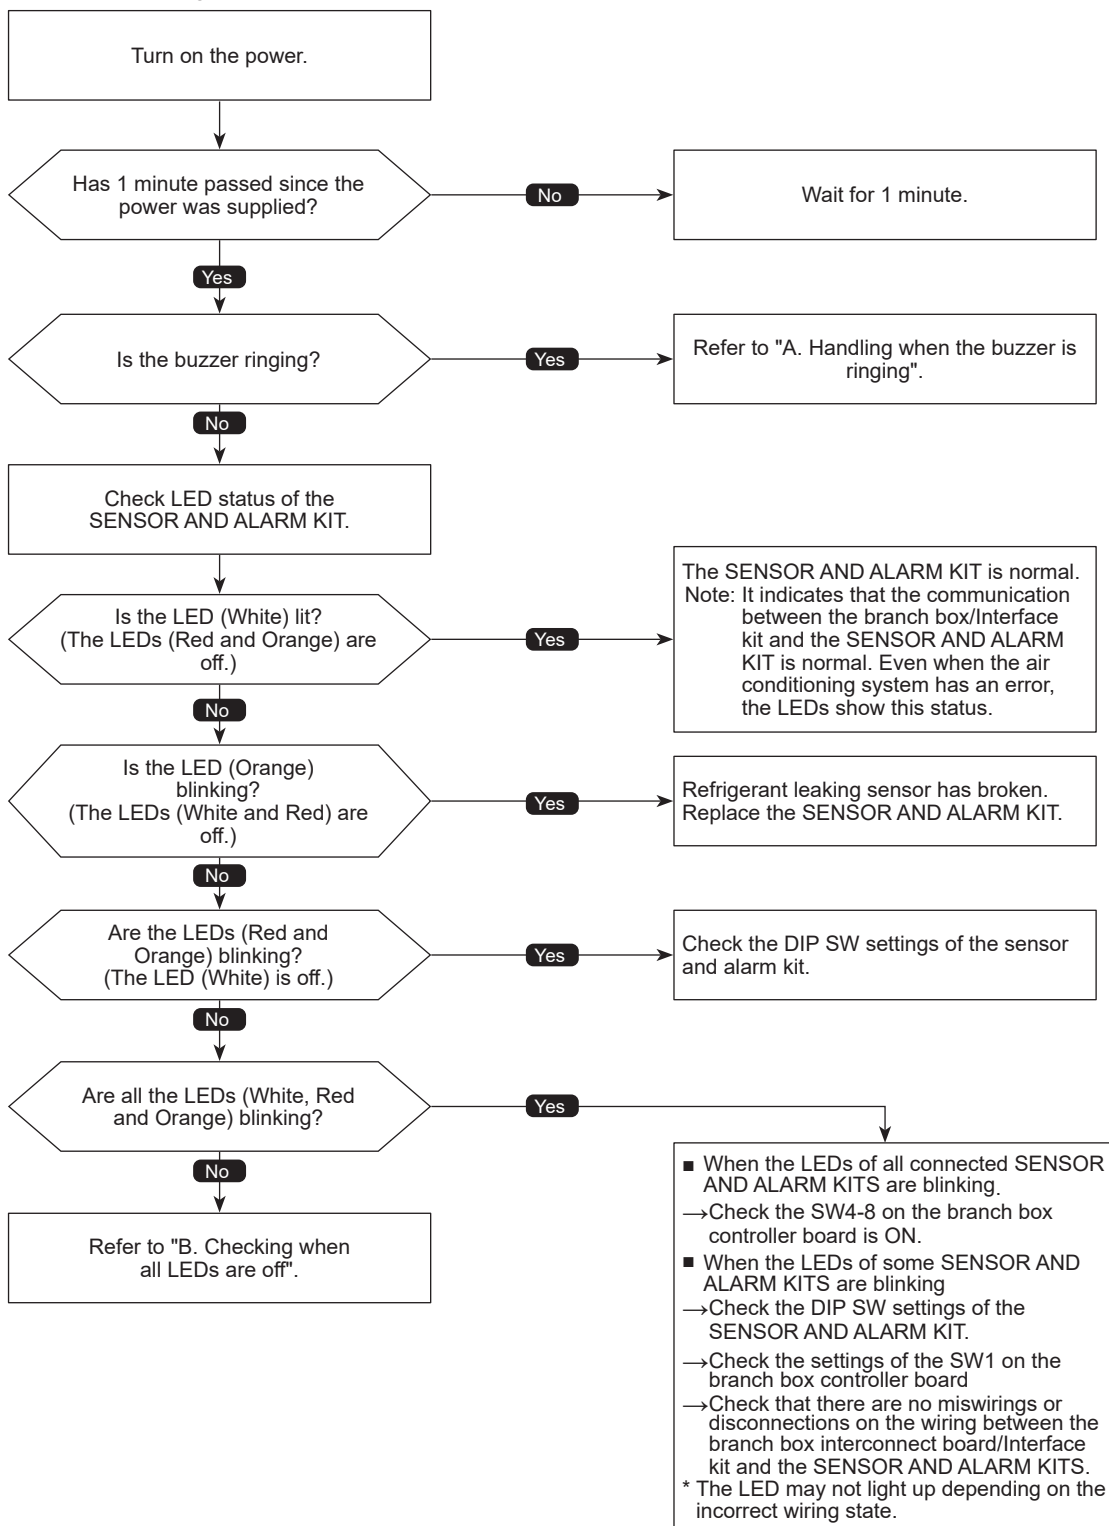 Turn on the power.
Has 1 minute passed since the
power was supplied?
No
Wait for 1 minute.
Yes
Is the buzzer ringing?
Yes
Refer to "A. Handling when the buzzer is
ringing".
No
Check LED status of the
SENSOR AND ALARM KIT.
Is the LED (White) lit?
(The LEDs (Red and Orange) are
off.)
Yes
The SENSOR AND ALARM KIT is normal.
Note: It indicates that the communication
between the branch box/Interface
kit and the SENSOR AND ALARM
KIT is normal. Even when the air
conditioning system has an error,
the LEDs show this status.
No
Is the LED (Orange)
blinking?
(The LEDs (White and Red) are
off.)
Yes
Refrigerant leaking sensor has broken.
Replace the SENSOR AND ALARM KIT.
No
Are the LEDs (Red and
Orange) blinking?
(The LED (White) is off.)
Yes
Check the DIP SW settings of the sensor
and alarm kit.
No
Are all the LEDs (White, Red
and Orange) blinking?
Yes
No
Refer to "B. Checking when
all LEDs are off".
■ When the LEDs of all connected SENSOR
AND ALARM KITS are blinking.
→Check the SW4-8 on the branch box
controller board is ON.
■ When the LEDs of some SENSOR AND
ALARM KITS are blinking
→Check the DIP SW settings of the
SENSOR AND ALARM KIT.
→Check the settings of the SW1 on the
branch box controller board
→Check that there are no miswirings or
disconnections on the wiring between the
branch box interconnect board/Interface
kit and the SENSOR AND ALARM KITS.
* The LED may not light up depending on the
incorrect wiring state.